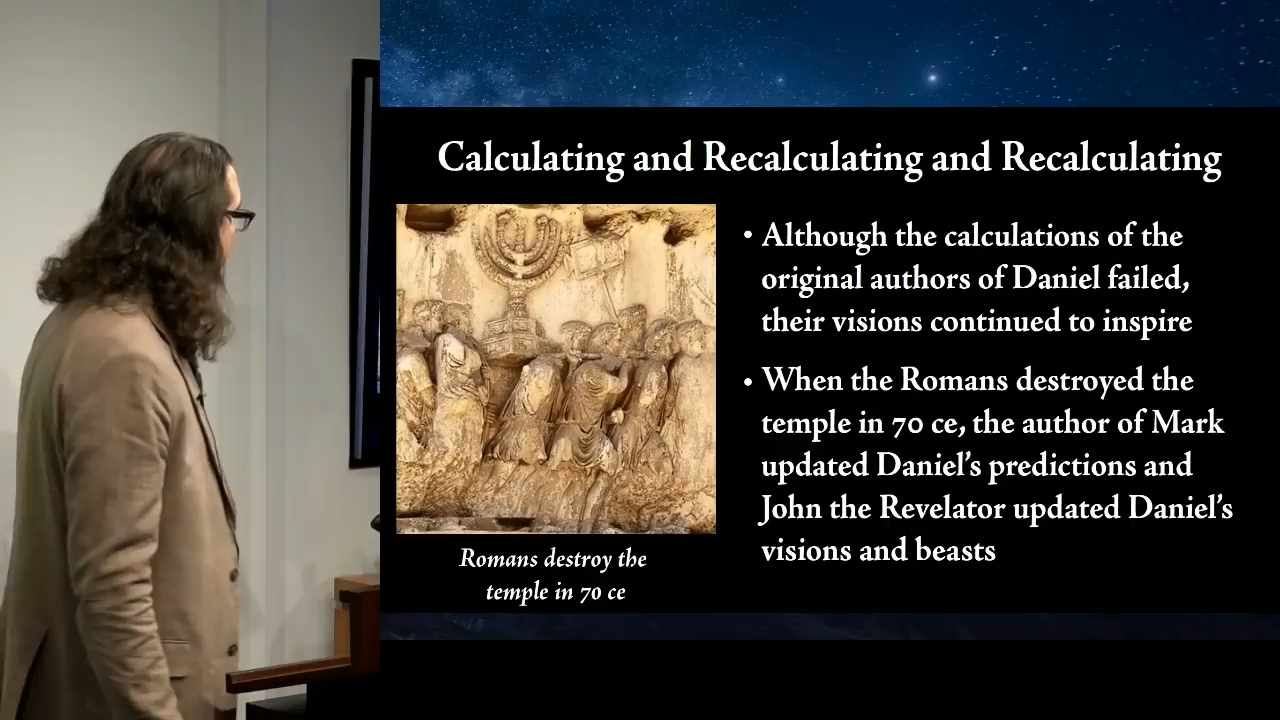 Calculating and Recalculating and Recalculating
• Although the calculations of the
original authors of Daniel failed,
their visions continued to inspire
• When the Romans destroyed the
temple in 70 ce, the author of Mark
updated Daniel's predictions and
John the Revelator updated Daniel's
visions and beasts
Romans destroy the
temple in 70 ce